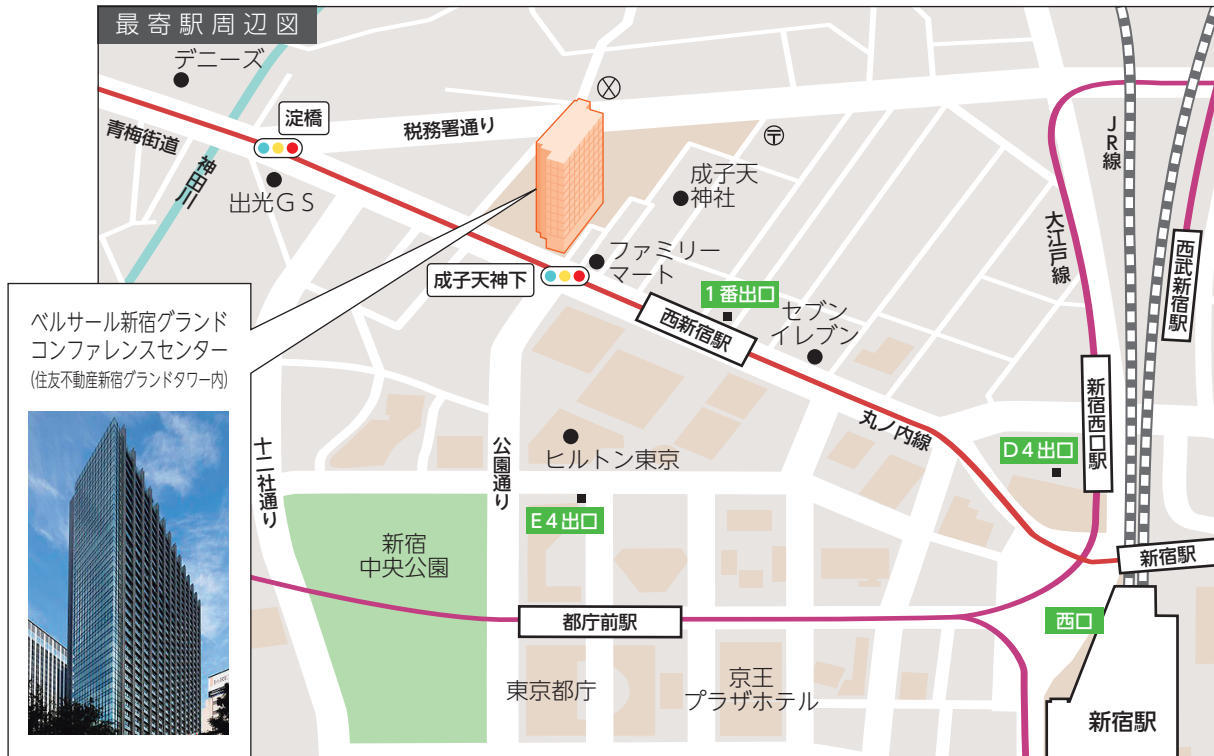 最寄駅周辺図
デニーズ
淀橋
青梅街道
神田川
出光GS
税務署通り
〒
成子天
神社
JR線
大江戸線
西武新宿駅
ファミリー
マート
成子天神下
1番出口
西新宿駅
セブン
イレブン
ベルサール新宿グランド
コンファレンスセンター
(住友不動産新宿グランドタワー内)
丸ノ内線
新宿西口駅
D4出口
十二社通り
公園通り
ヒルトン東京
E4出口
新宿
中央公園
新宿駅
都庁前駅
西口
東京都庁
京王
プラザホテル
新宿駅